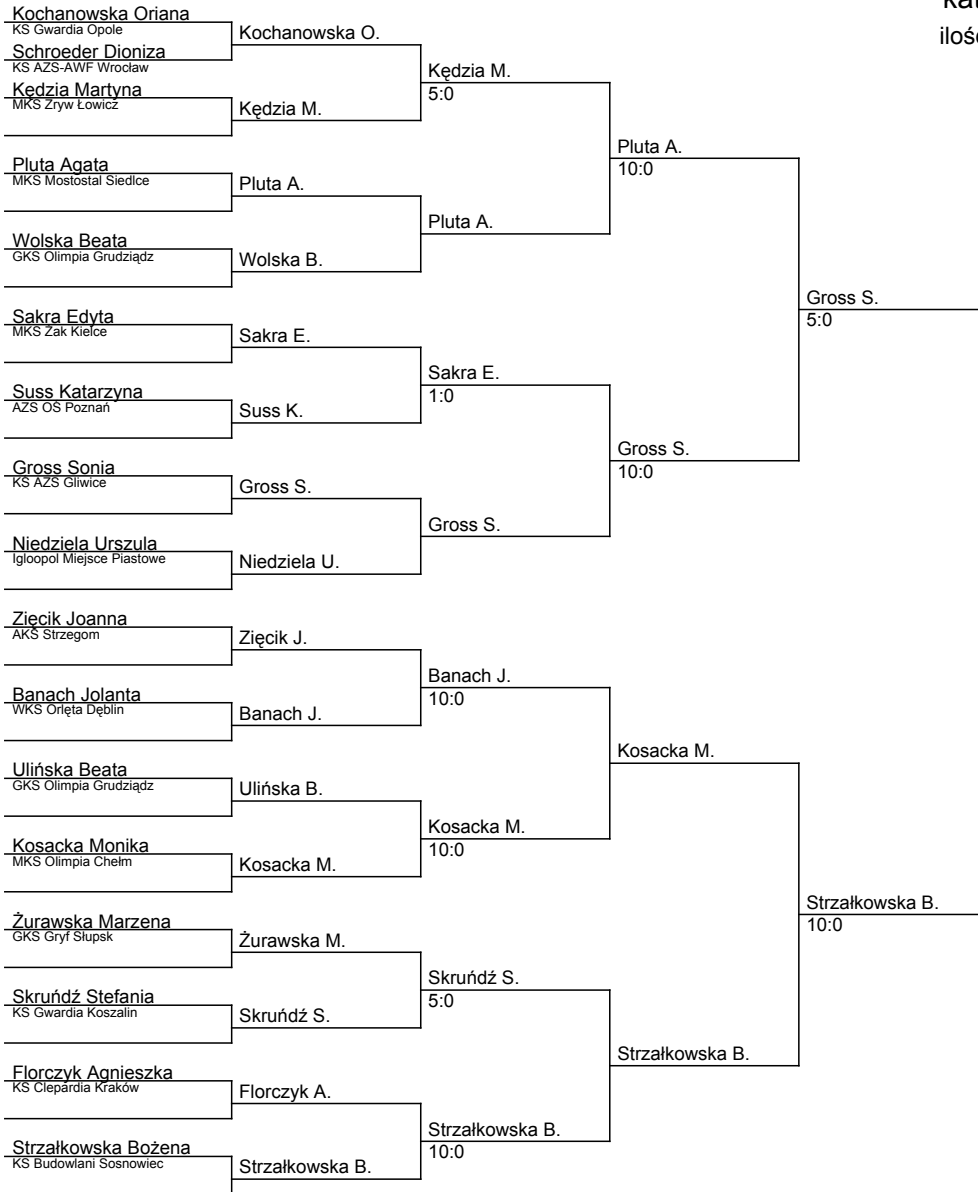 kat
ilość
Kochanowska Oriana
KS Gwardia Opole
Schroeder Dioniza
KS AZS-AWF Wrocław
Kędzia Martyna
MKS Zryw Łowicz
Pluta Agata
MKS Mostostal Siedlce
Wolska Beata
GKS Olimpia Grudziądz
Sakra Edyta
MKS Żak Kielce
Suss Katarzyna
AZS OŚ Poznań
Gross Sonia
KS AZS Gliwice
Niedziela Urszula
Igloopol Miejsce Piastowe
Zięcik Joanna
AKS Strzegom
Banach Jolanta
WKS Orlęta Dęblin
Ulińska Beata
GKS Olimpia Grudziądz
Kosacka Monika
MKS Olimpia Chełm
Żurawska Marzena
GKS Gryf Słupsk
Skruńdź Stefania
KS Gwardia Koszalin
Florczyk Agnieszka
KS Clepardia Kraków
Strzałkowska Bożena
KS Budowlani Sosnowiec
Kochanowska O.
Kędzia M.
Pluta A.
Wolska B.
Sakra E.
Suss K.
Gross S.
Niedziela U.
Zięcik J.
Banach J.
Ulińska B.
Kosacka M.
Żurawska M.
Skruńdź S.
Florczyk A.
Strzałkowska B.
Kędzia M.
5:0
Pluta A.
Sakra E.
1:0
Gross S.
Banach J.
10:0
Kosacka M.
10:0
Skruńdź S.
5:0
Strzałkowska B.
10:0
Pluta A.
10:0
Gross S.
10:0
Kosacka M.
Strzałkowska B.
Gross S.
5:0
Strzałkowska B.
10:0